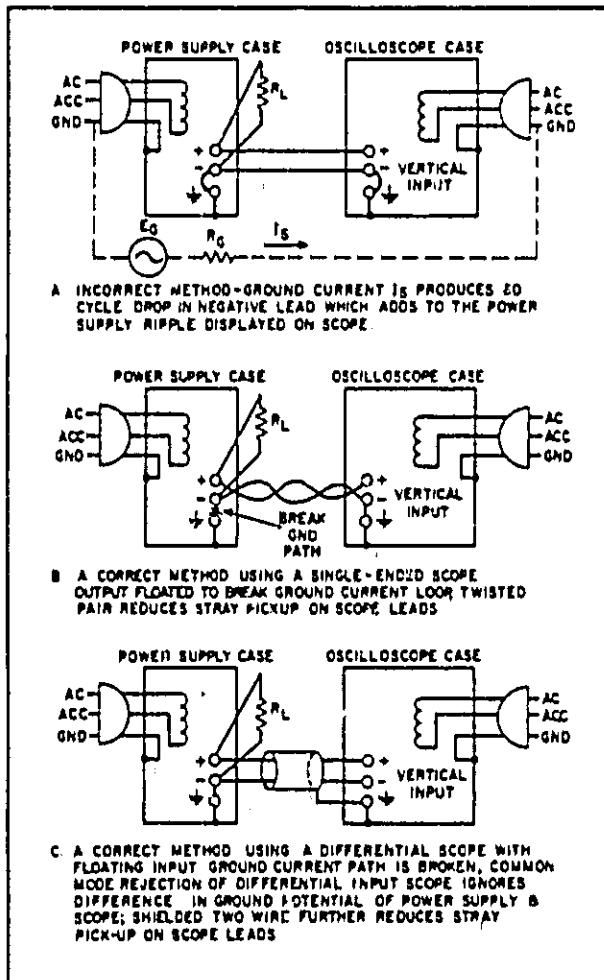 POWER SUPPLY CASE OSCILLOSCOPE CASE
AC RL AC
ACC ACC
GND GND
+ +
- - VERTICAL
INPUT
EG RG IS
A INCORRECT METHOD-GROUND CURRENT IS PRODUCES 60
CYCLE DROP IN NEGATIVE LEAD WHICH ADDS TO THE POWER
SUPPLY RIPPLE DISPLAYED ON SCOPE.
POWER SUPPLY CASE OSCILLOSCOPE CASE
AC RL AC
ACC ACC
GND GND
+ +
- - VERTICAL
INPUT
BREAK
GND
PATH
B A CORRECT METHOD USING A SINGLE-ENDED SCOPE
OUTPUT FLOATED TO BREAK GROUND CURRENT LOOP, TWISTED
PAIR REDUCES STRAY PICKUP ON SCOPE LEADS
POWER SUPPLY CASE OSCILLOSCOPE CASE
AC RL AC
ACC ACC
GND GND
+ +
- - VERTICAL
INPUT
C. A CORRECT METHOD USING A DIFFERENTIAL SCOPE WITH
FLOATING INPUT GROUND CURRENT PATH IS BROKEN, COMMON
MODE REJECTION OF DIFFERENTIAL INPUT SCOPE IGNORES
DIFFERENCE IN GROUND POTENTIAL OF POWER SUPPLY &
SCOPE; SHIELDED TWO WIRE FURTHER REDUCES STRAY
PICK-UP ON SCOPE LEADS